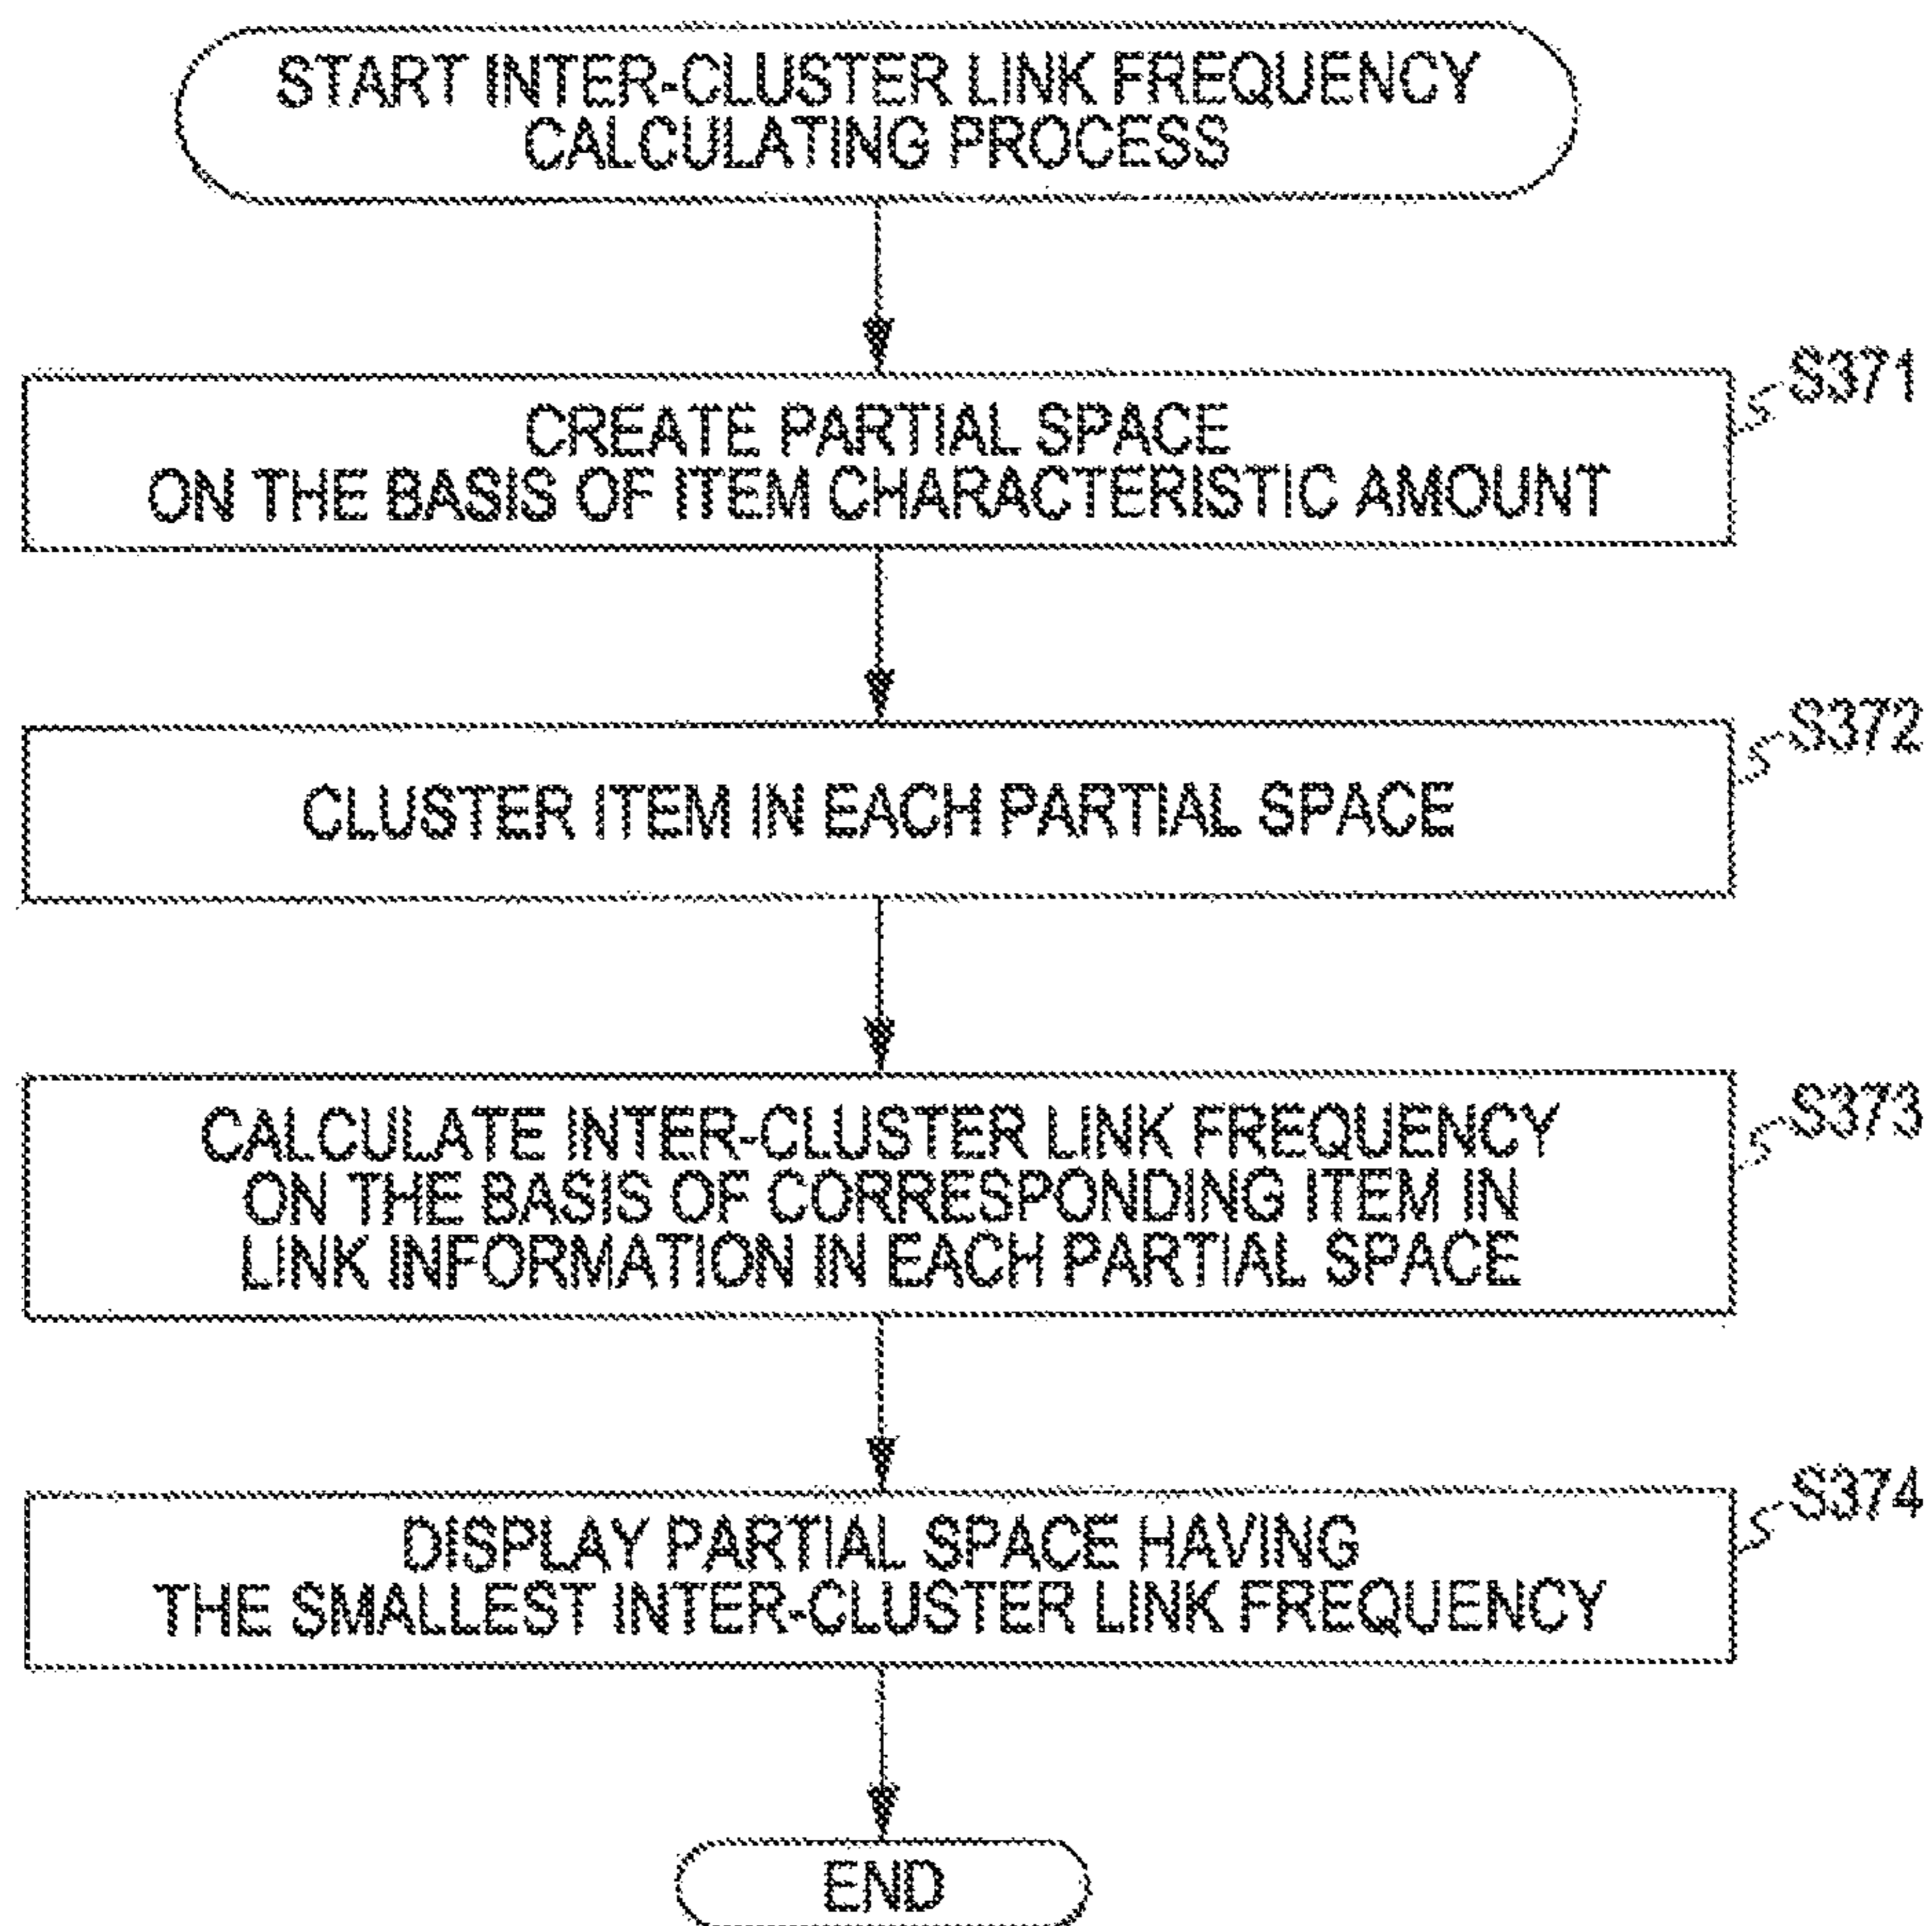 START INTER-CLUSTER LINK FREQUENCY
CALCULATING PROCESS
S371
CREATE PARTIAL SPACE
ON THE BASIS OF ITEM CHARACTERISTIC AMOUNT
S372
CLUSTER ITEM IN EACH PARTIAL SPACE
S373
CALCULATE INTER-CLUSTER LINK FREQUENCY
ON THE BASIS OF CORRESPONDING ITEM IN
LINK INFORMATION IN EACH PARTIAL SPACE
S374
DISPLAY PARTIAL SPACE HAVING
THE SMALLEST INTER-CLUSTER LINK FREQUENCY
END